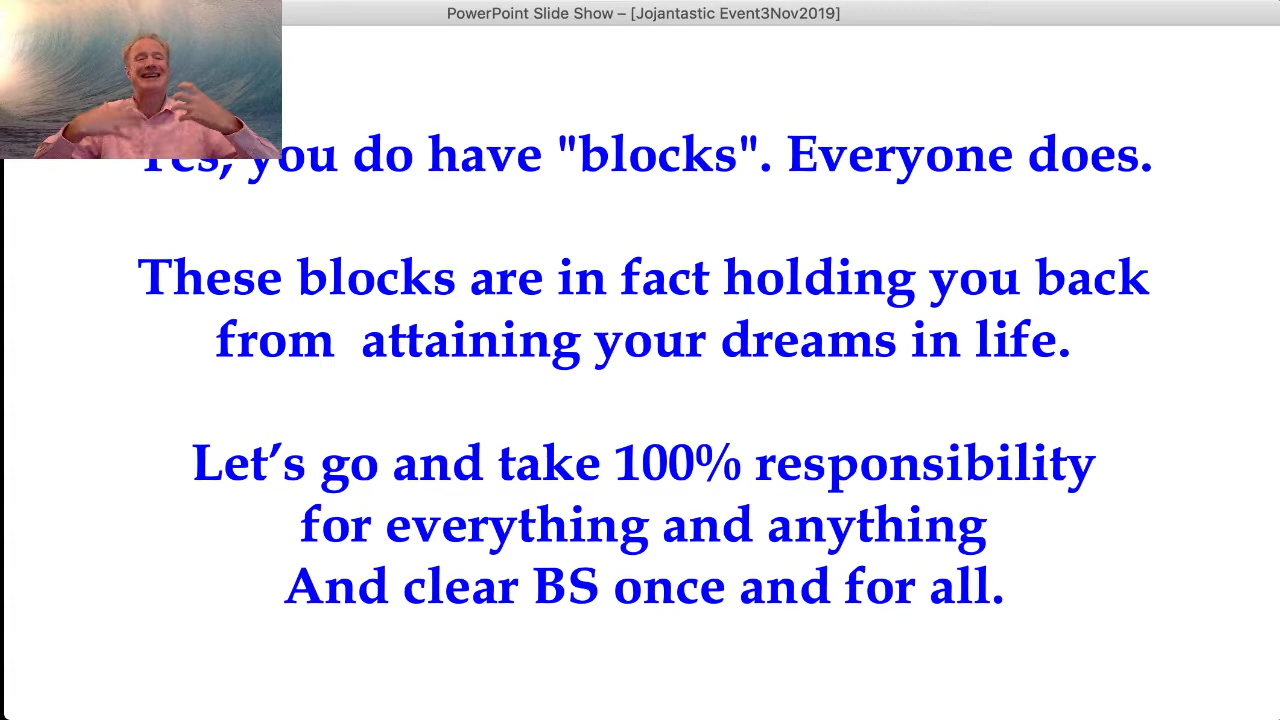 PowerPoint Slide Show – [Jojantastic Event3Nov2019]
Yes, you do have "blocks". Everyone does.
These blocks are in fact holding you back
from  attaining your dreams in life.
Let’s go and take 100% responsibility
for everything and anything
And clear BS once and for all.